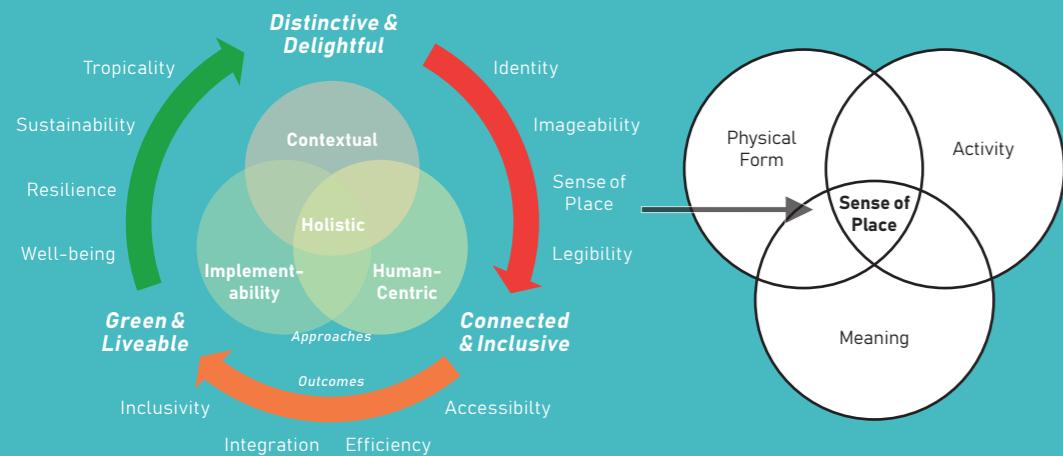 Distinctive &
Delightful
Tropicality
Sustainability
Resilience
Well-being
Identity
Imageability
Sense of
Place
Legibility
Contextual
Holistic
Implement-
ability
Human-
Centric
Approaches
Green &
Liveable
Connected
& Inclusive
Outcomes
Inclusivity
Integration
Efficiency
Accessibilty
Physical
Form
Activity
Sense of
Place
Meaning